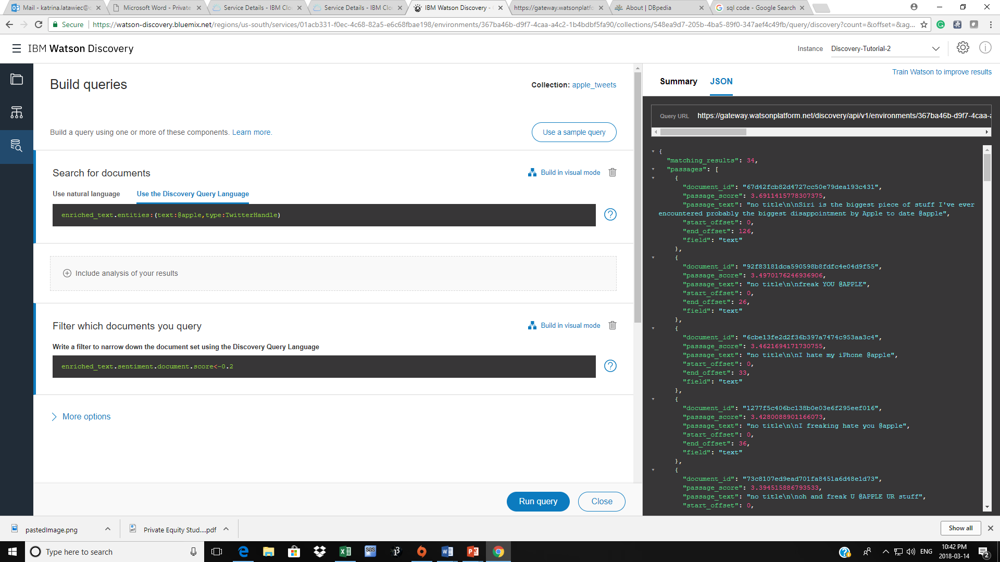 Mail - katrina.latawiec@c
Microsoft Word - Private
Service Details - IBM Clo
Service Details - IBM Clo
IBM Watson Discovery -
https://gateway.watsonplatfo
About | DBpedia
sql code - Google Search
Secure
https://watson-discovery.bluemix.net/regions/us-south/services/01acb331-f0ec-4c68-82a5-e6c68fbae198/environments/367ba46b-d9f7-4caa-a4c2-1b4bdbf5fa90/collections/548ea9d7-205b-4ba5-89f0-347aef4c49fb/query/discovery?count=&offset=&ag...
IBM Watson Discovery
Instance Discovery-Tutorial-2
Build queries
Collection: apple_tweets
Build a query using one or more of these components. Learn more.
Use a sample query
Search for documents
Build in visual mode
Use natural language
Use the Discovery Query Language
enriched_text.entities:(text:@apple,type:TwitterHandle)
Include analysis of your results
Filter which documents you query
Build in visual mode
Write a filter to narrow down the document set using the Discovery Query Language
enriched_text.sentiment.document.score<-0.2
More options
Run query
Close
Train Watson to improve results
Summary
JSON
Query URL https://gateway.watsonplatform.net/discovery/api/v1/environments/367ba46b-d9f7-4caa-a
{
"matching_results": 34,
"passages": [
{
"document_id": "67d42fcb82d4727cc50e79dea193c431",
"passage_score": 3.6911415778307375,
"passage_text": "no title\n\nSiri is the biggest piece of stuff I've ever
encountered probably the biggest disappointment by Apple to date @apple",
"start_offset": 0,
"end_offset": 126,
"field": "text"
},
{
"document_id": "92f83181dca590598b8fdfc4e04d9f55",
"passage_score": 3.4970176246936906,
"passage_text": "no title\n\nfreak YOU @APPLE",
"start_offset": 0,
"end_offset": 26,
"field": "text"
},
{
"document_id": "6cbe13fe2d2f36b397a7474c953aa3c4",
"passage_score": 3.4621694171730755,
"passage_text": "no title\n\nI hate my iPhone @apple",
"start_offset": 0,
"end_offset": 33,
"field": "text"
},
{
"document_id": "1277f5c406bc138b0e03e6f295eef016",
"passage_score": 3.4280088901166073,
"passage_text": "no title\n\nI freaking hate you @apple",
"start_offset": 0,
"end_offset": 36,
"field": "text"
},
{
"document_id": "73c8107ed9ead701fa8451a6d48e1d73",
"passage_score": 3.394515886793533,
"passage_text": "no title\n\noh and freak U @APPLE UR stuff",
"start_offset": 0,
pastedImage.png
Private Equity Stud....pdf
Show all
Type here to search
ENG
10:42 PM
2018-03-14
2